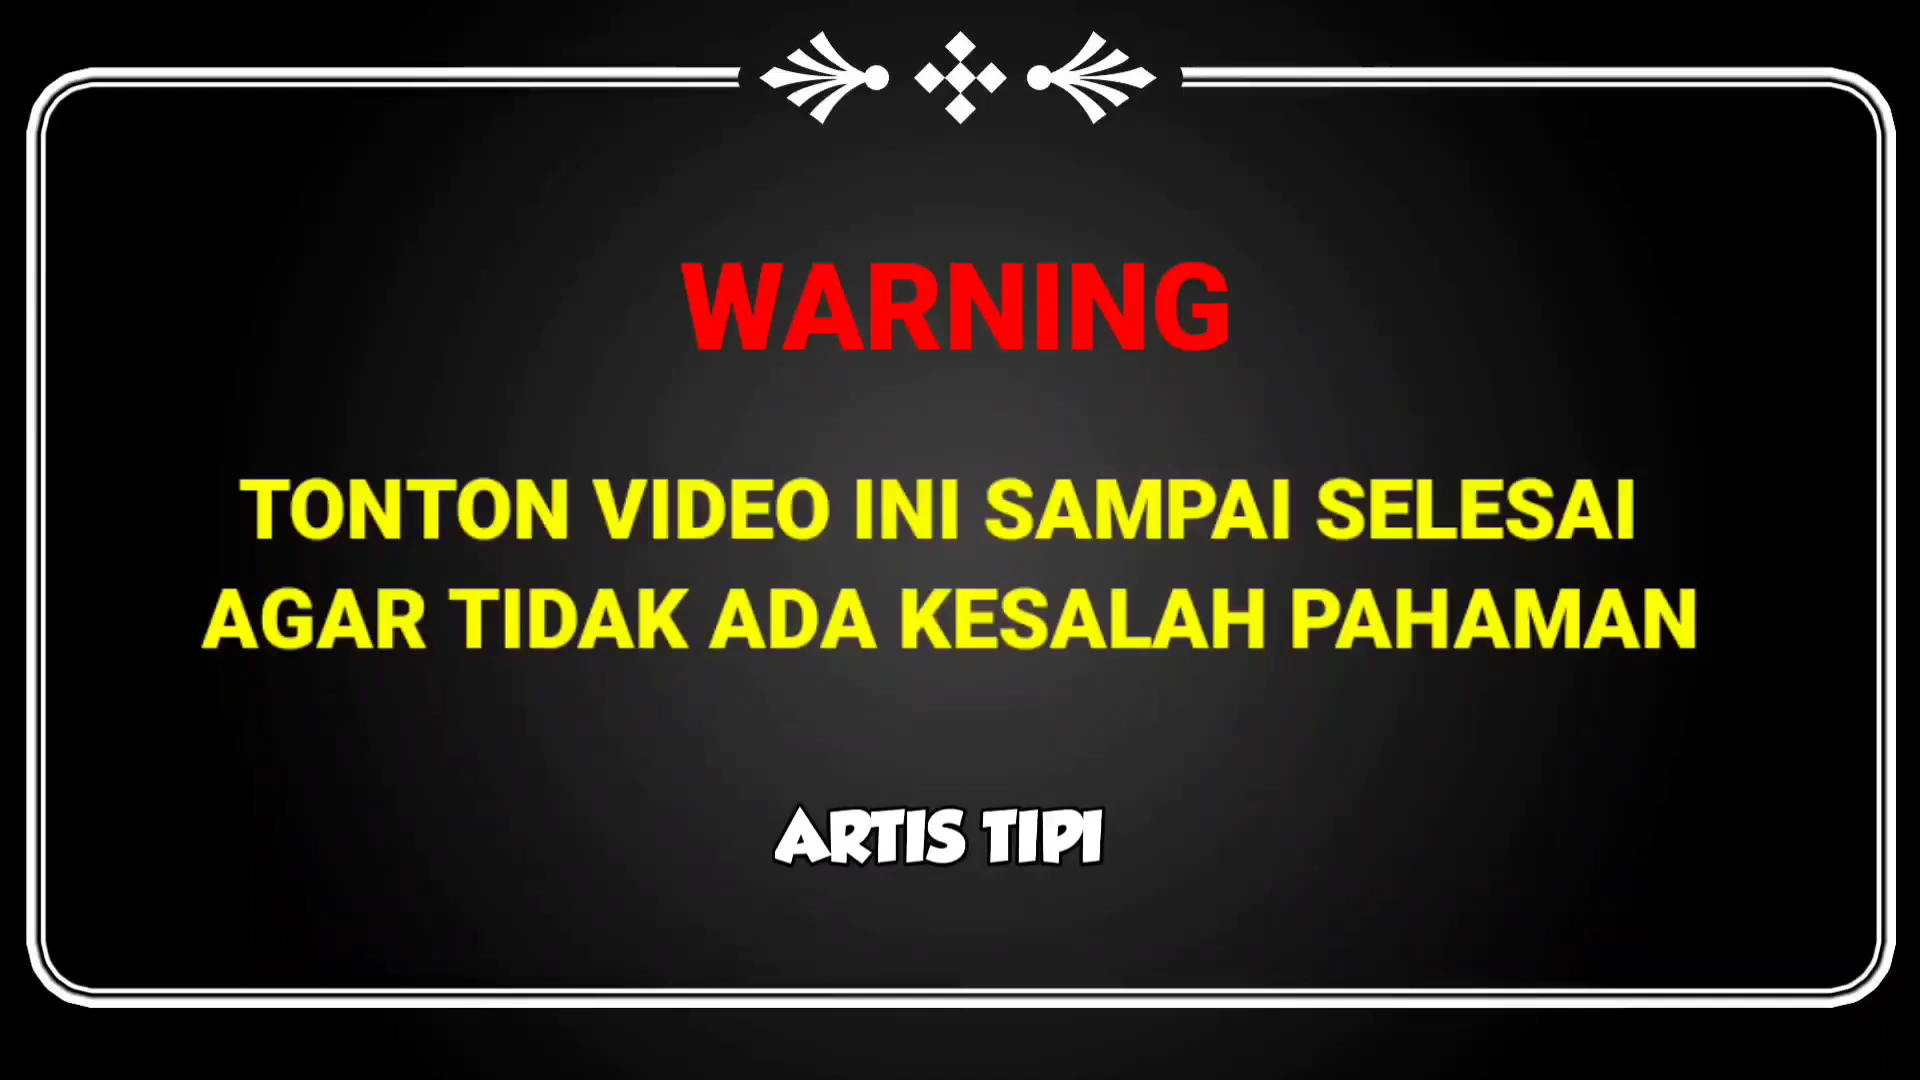 WARNING
TONTON VIDEO INI SAMPAI SELESAI
AGAR TIDAK ADA KESALAH PAHAMAN
ARTIS TIPI